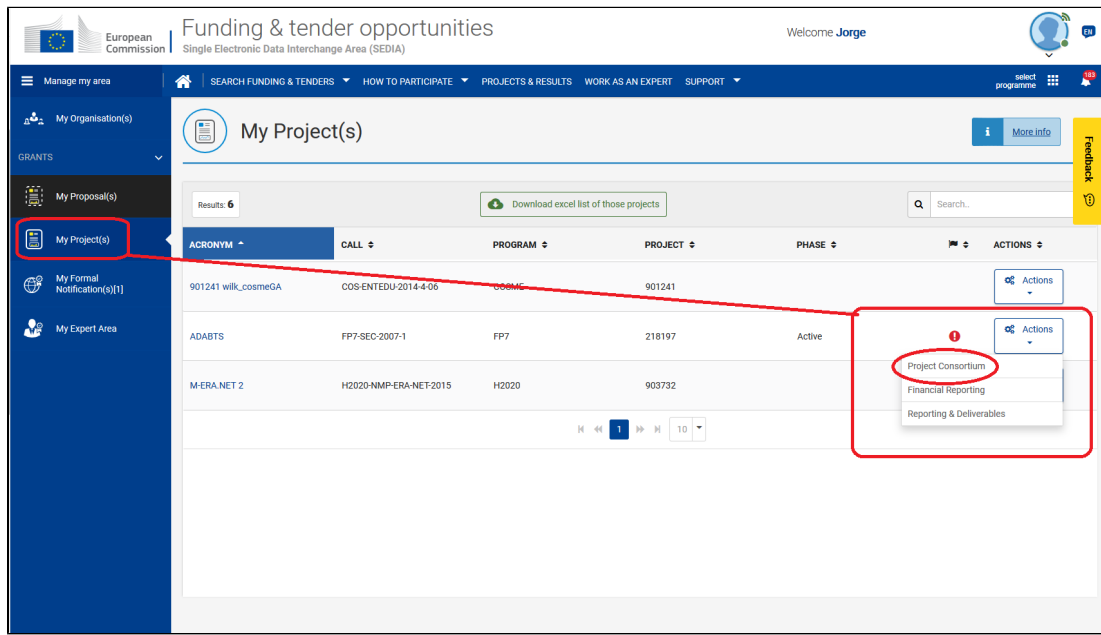 European
Commission
Funding & tender opportunities
Single Electronic Data Interchange Area (SEDIA)
Welcome Jorge
EN
Manage my area
SEARCH FUNDING & TENDERS
HOW TO PARTICIPATE
PROJECTS & RESULTS
WORK AS AN EXPERT
SUPPORT
select
programme
183
My Organisation(s)
GRANTS
My Proposal(s)
My Project(s)
My Formal
Notification(s)[1]
My Expert Area
My Project(s)
i More info
Feedback
Results: 6
Download excel list of those projects
Search..
ACRONYM CALL PROGRAM PROJECT PHASE ACTIONS
901241 wilk_cosmeGA COS-ENTEDU-2014-4-06 COSME 901241 Actions
ADABTS FP7-SEC-2007-1 FP7 218197 Active Actions
Project Consortium
Financial Reporting
Reporting & Deliverables
M-ERA.NET 2 H2020-NMP-ERA-NET-2015 H2020 903732
1 10